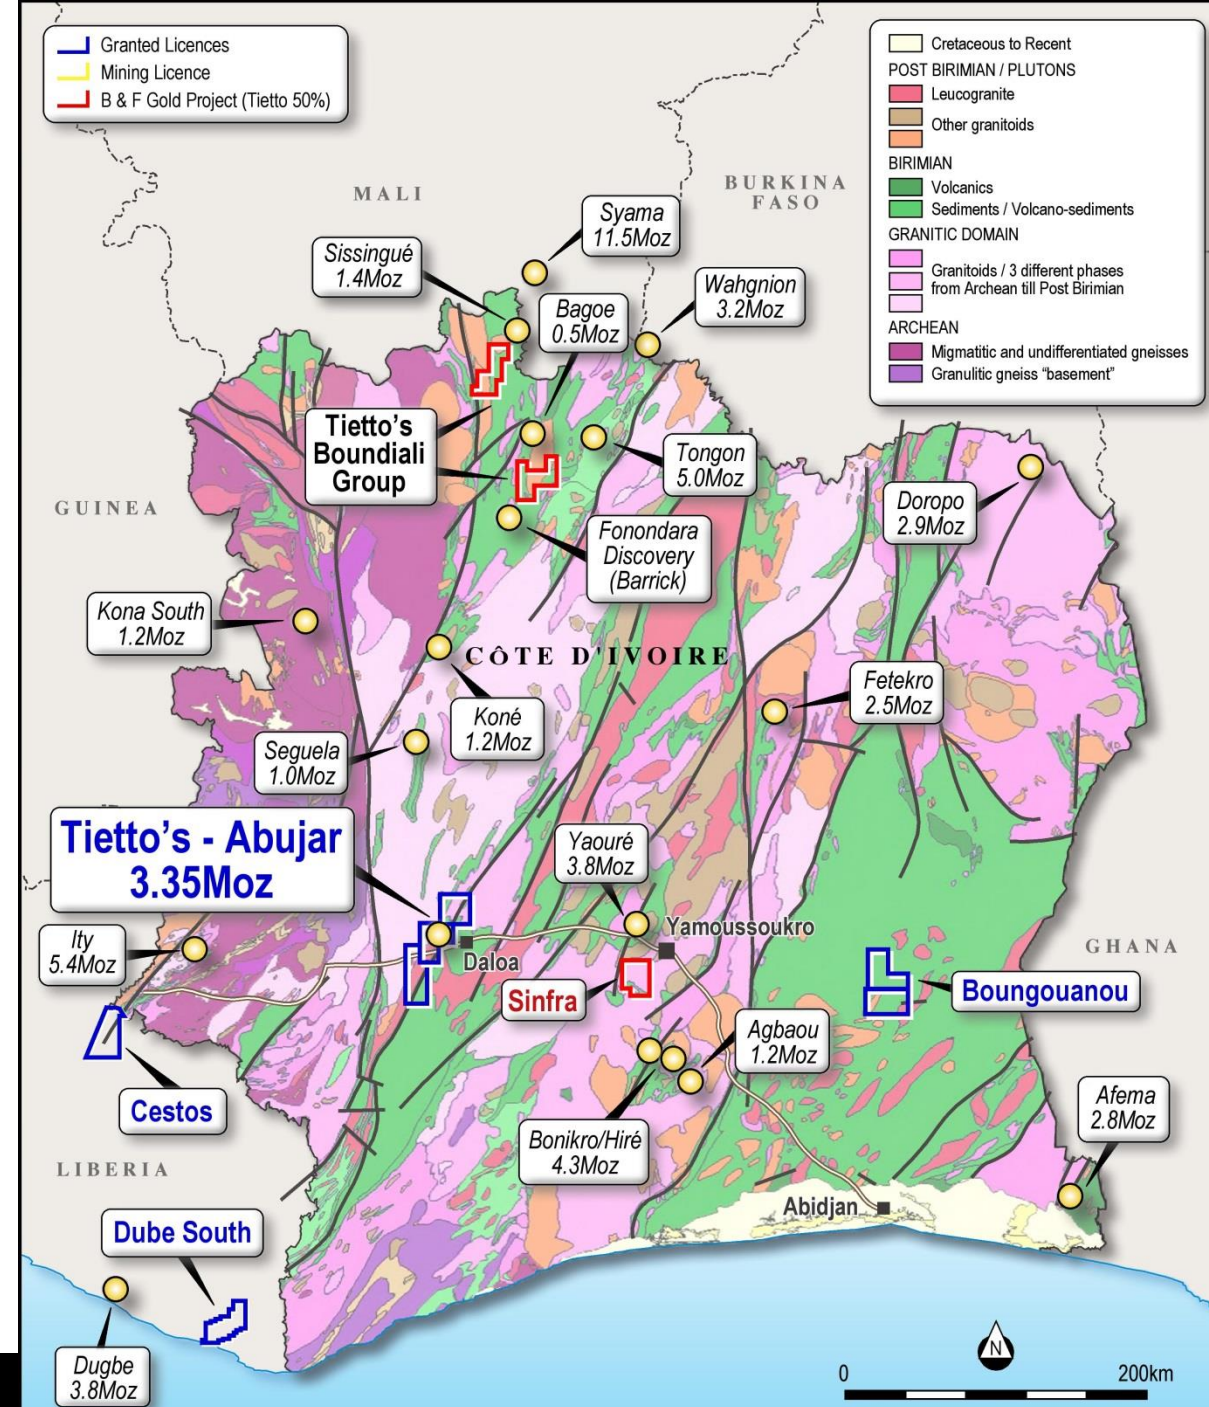 Granted Licences
Mining Licence
B & F Gold Project (Tietto 50%)
Cretaceous to Recent
POST BIRIMIAN / PLUTONS
Leucogranite
Other granitoids
BIRIMIAN
Volcanics
Sediments / Volcano-sediments
GRANITIC DOMAIN
Granitoids / 3 different phases
from Archean till Post Birimian
ARCHEAN
Migmatitic and undifferentiated gneisses
Granulitic gneiss “basement”
MALI
BURKINA
FASO
Syama
11.5Moz
Sissingué
1.4Moz
Wahgnion
3.2Moz
Bagoe
0.5Moz
Tietto’s
Boundiali
Group
Tongon
5.0Moz
Doropo
2.9Moz
GUINEA
Fonondara
Discovery
(Barrick)
Kona South
1.2Moz
CÔTE D'IVOIRE
Fetekro
2.5Moz
Koné
1.2Moz
Seguela
1.0Moz
Tietto’s - Abujar
3.35Moz
Yaouré
3.8Moz
Yamoussoukro
Ity
5.4Moz
Daloa
GHANA
Sinfra
Boungouanou
Agbaou
1.2Moz
Cestos
Afema
2.8Moz
Bonikro/Hiré
4.3Moz
LIBERIA
Abidjan
Dube South
Dugbe
3.8Moz
N
0
200km